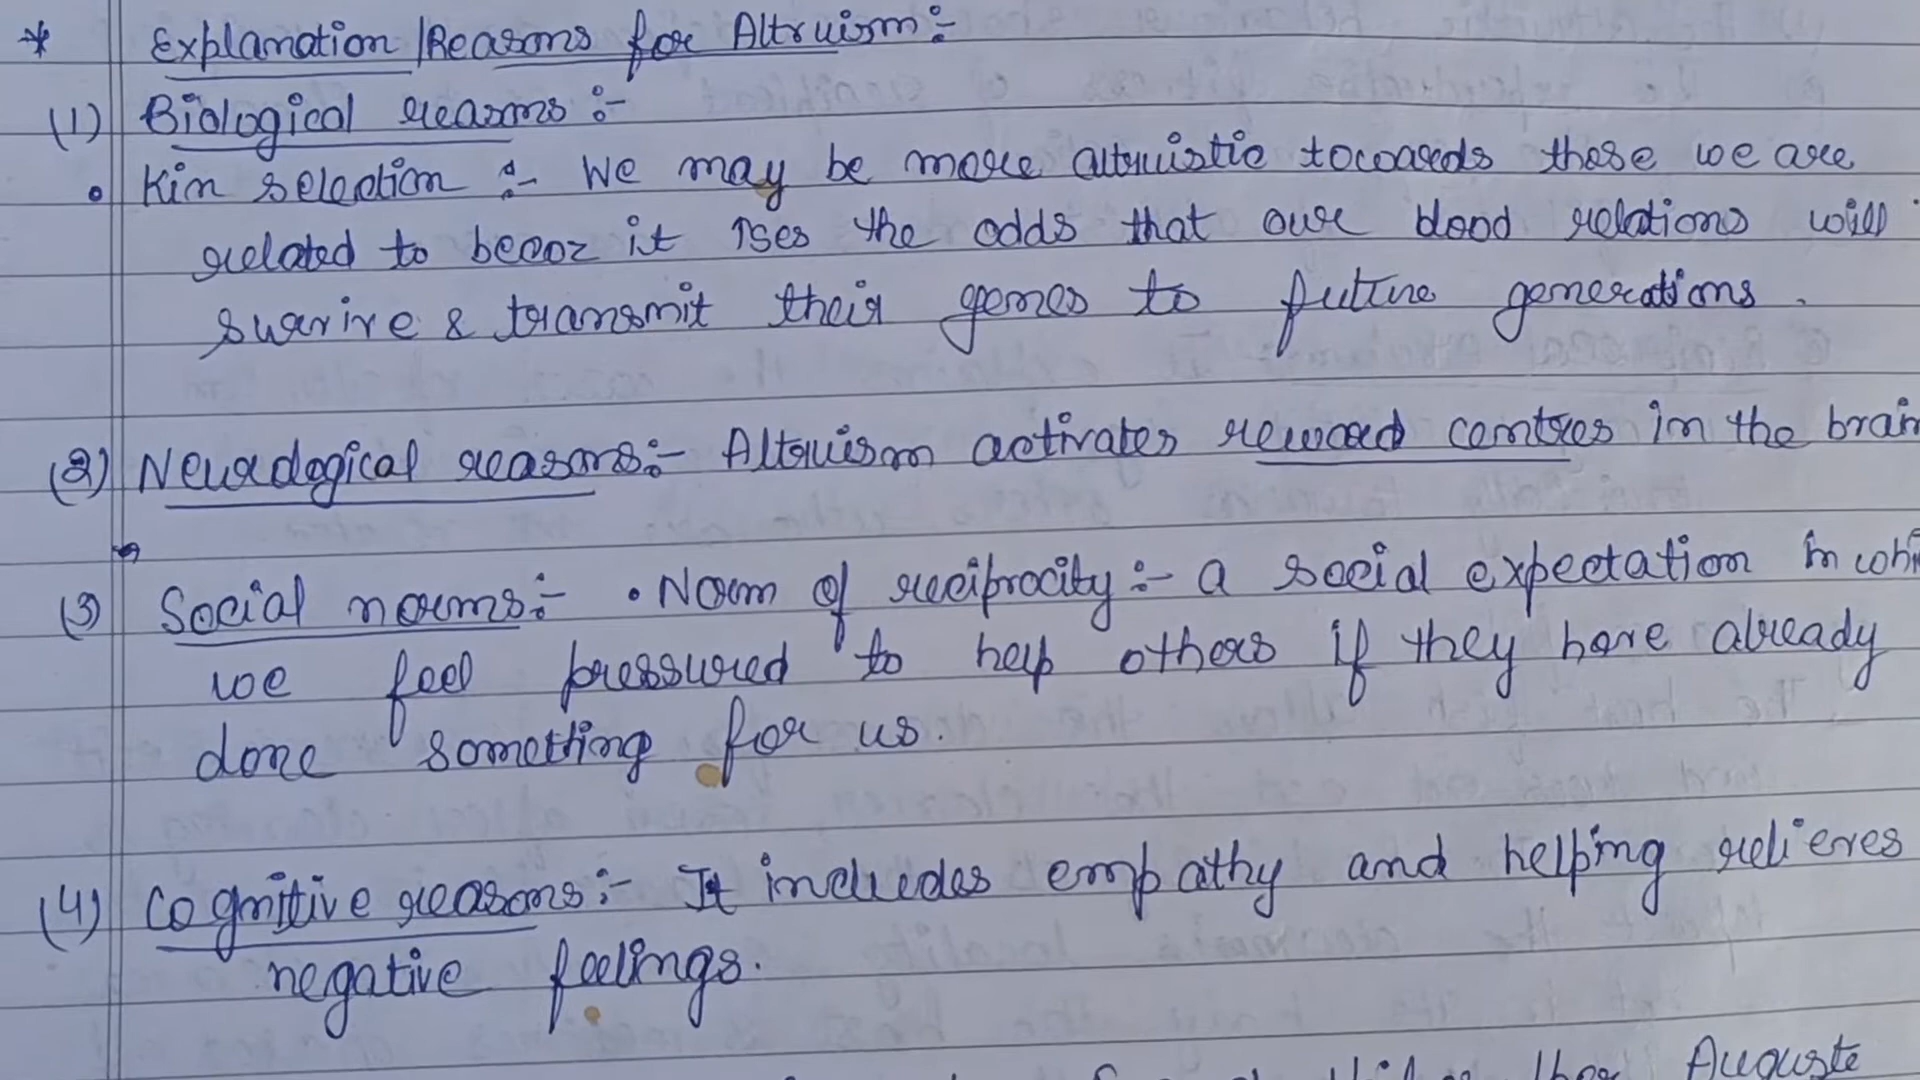 * Explanation/Reasons for Altruism:-
(1) Biological reasons:-
• Kin selection :- We may be more altruistic towards those we are
related to becoz it ↑ses the odds that our blood relations will
survive & transmit their genes to future generations.
(2) Neurological reasons:- Altruism activates reward centres in the brain
(3) Social norms:- • Norm of reciprocity:- a social expectation in whi
we feel pressured to help others if they have already
done something for us.
(4) Cognitive reasons:- It includes empathy and helping relieves
negative feelings.
Auguste